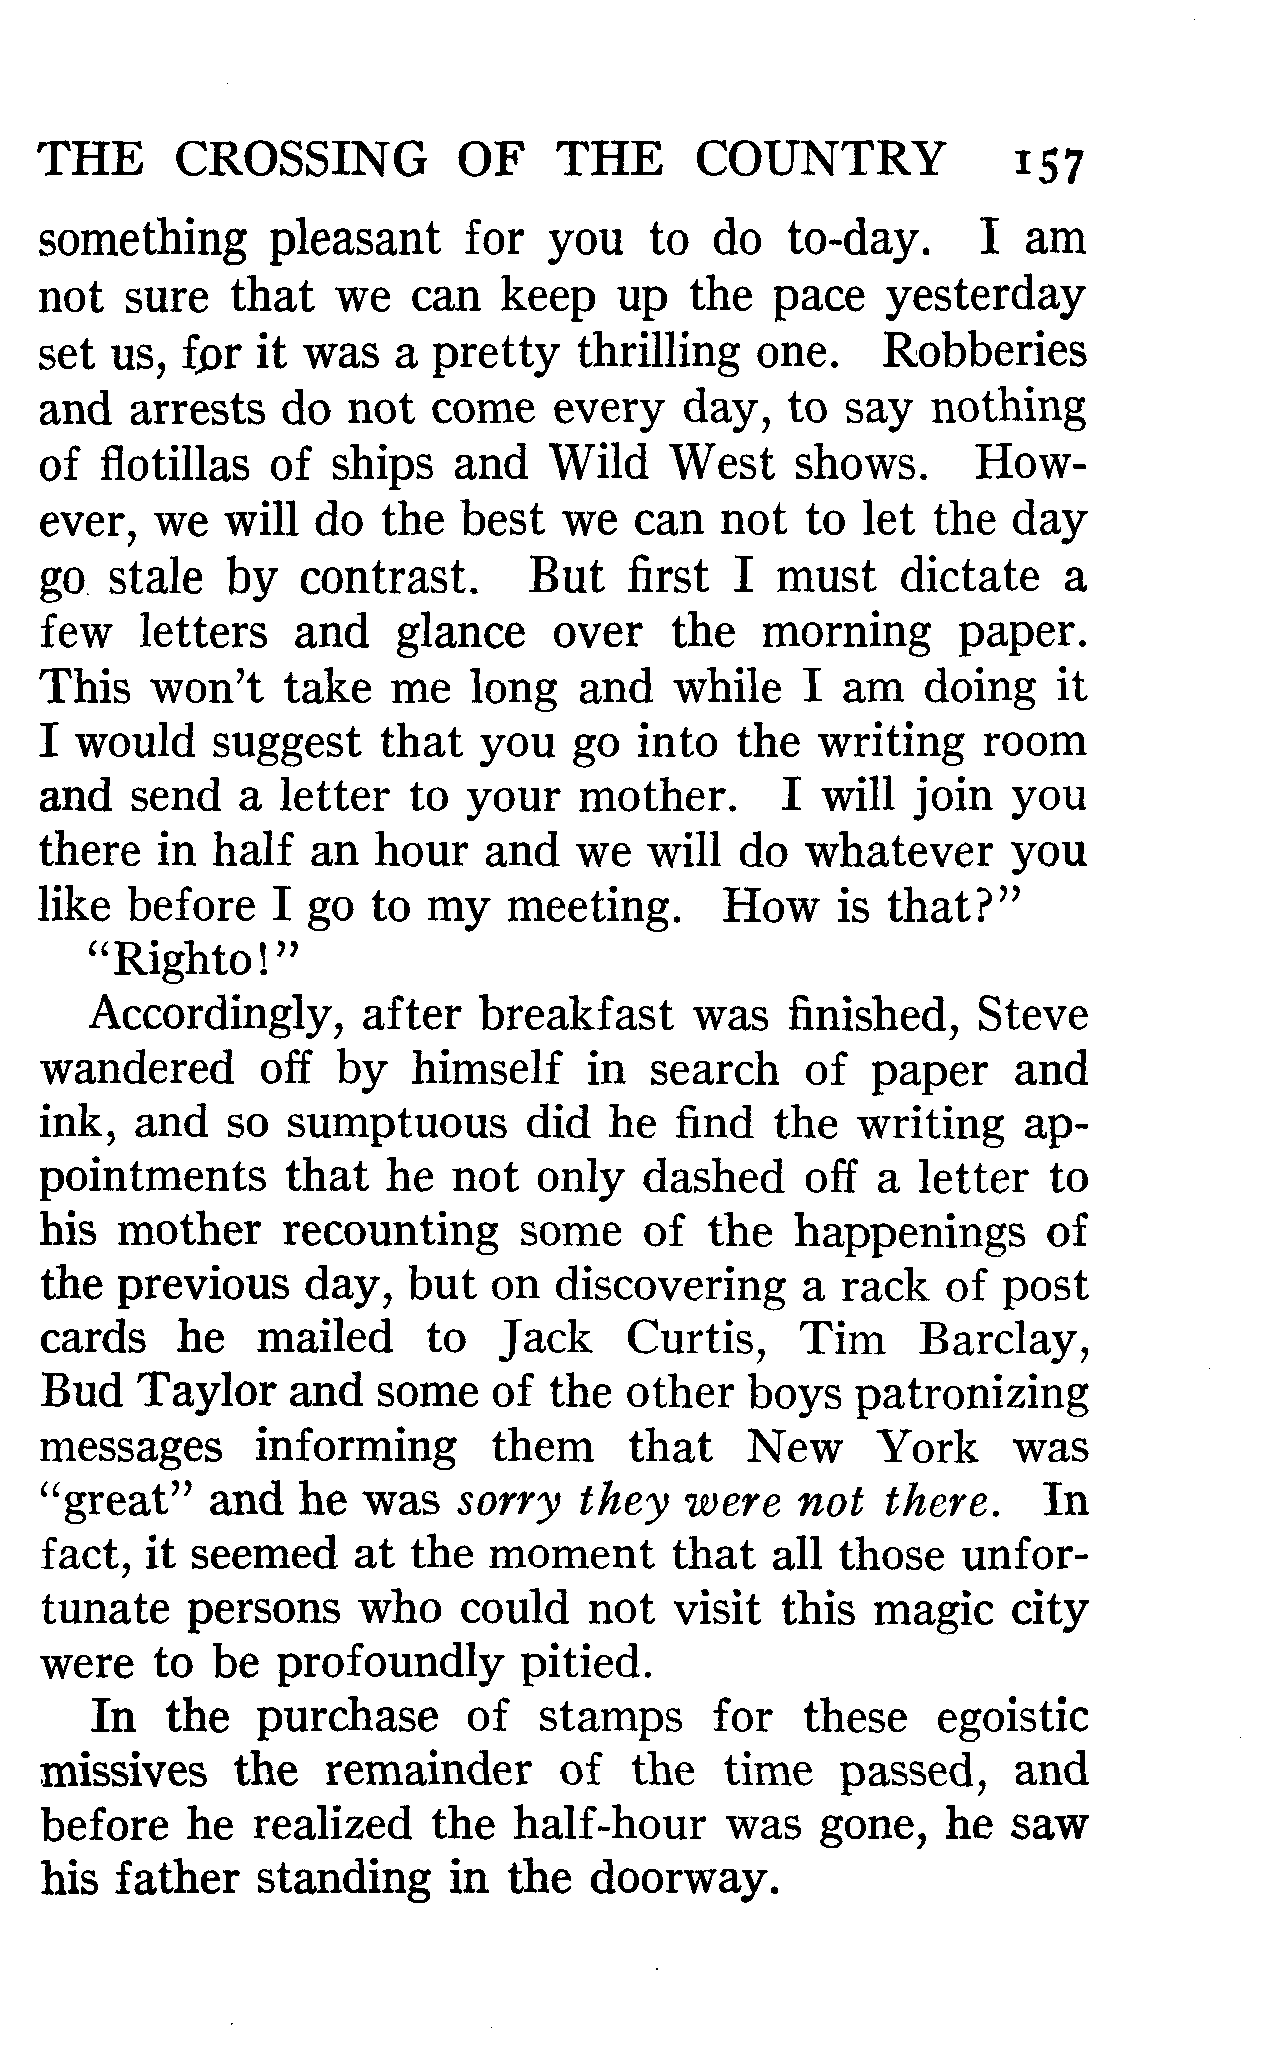 THE CROSSING OF THE COUNTRY 157
something pleasant for you to do to-day. I am
not sure that we can keep up the pace yesterday
set us, for it was a pretty thrilling one. Robberies
and arrests do not come every day, to say nothing
of flotillas of ships and Wild West shows. How-
ever, we will do the best we can not to let the day
go stale by contrast. But first I must dictate a
few letters and glance over the morning paper.
This won't take me long and while I am doing it
I would suggest that you go into the writing room
and send a letter to your mother. I will join you
there in half an hour and we will do whatever you
like before I go to my meeting. How is that?"
"Righto!"
Accordingly, after breakfast was finished, Steve
wandered off by himself in search of paper and
ink, and so sumptuous did he find the writing ap-
pointments that he not only dashed off a letter to
his mother recounting some of the happenings of
the previous day, but on discovering a rack of post
cards he mailed to Jack Curtis, Tim Barclay,
Bud Taylor and some of the other boys patronizing
messages informing them that New York was
"great" and he was sorry they were not there. In
fact, it seemed at the moment that all those unfor-
tunate persons who could not visit this magic city
were to be profoundly pitied.
In the purchase of stamps for these egoistic
missives the remainder of the time passed, and
before he realized the half-hour was gone, he saw
his father standing in the doorway.